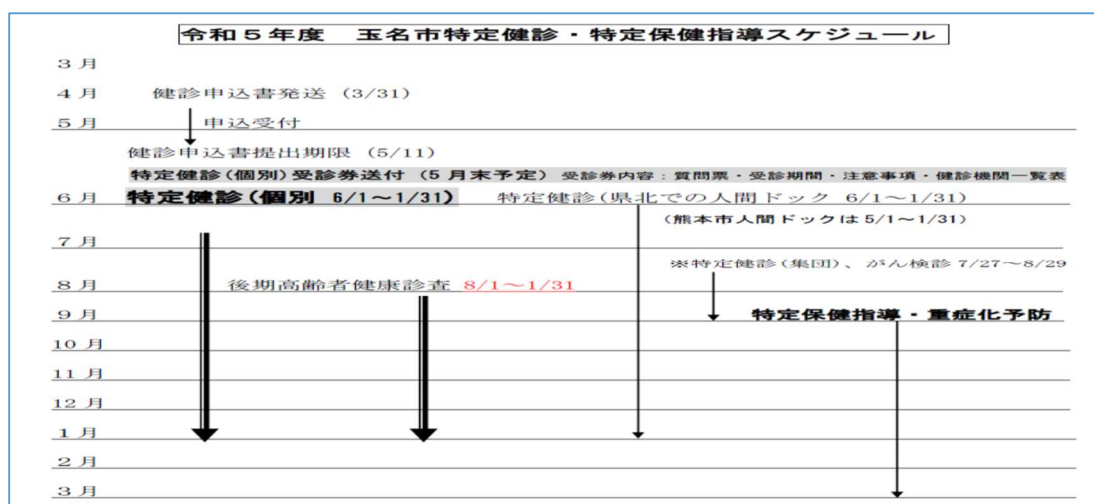 令和５年度　玉名市特定健診・特定保健指導スケジュール
３月
４月　健診申込書発送（3/31）
５月　申込受付
健診申込書提出期限（5/11）
特定健診(個別)受診券送付（５月末予定）受診券内容：質問票・受診期間・注意事項・健診機関一覧表
６月　特定健診(個別 6/1～1/31)　特定健診(県北での人間ドック 6/1～1/31)
(熊本市人間ドックは 5/1～1/31)
７月
※特定健診(集団)、がん検診 7/27～8/29
８月　後期高齢者健康診査 8/1～1/31
９月　特定保健指導・重症化予防
10月
11月
12月
１月
２月
３月